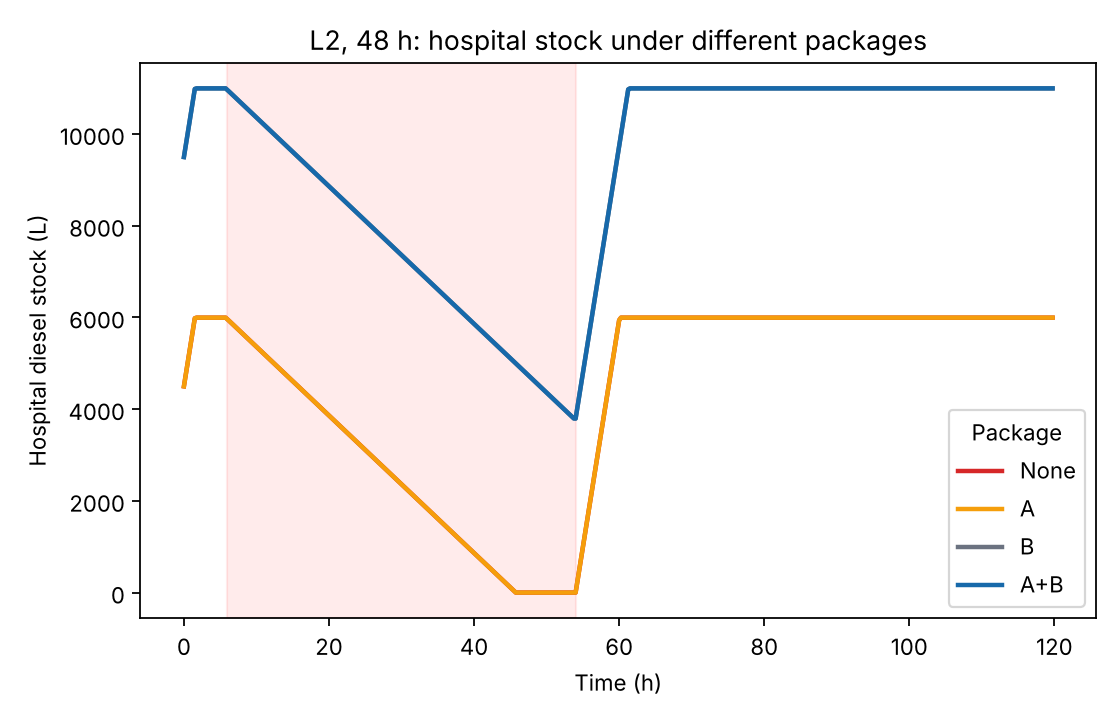 L2, 48 h: hospital stock under different packages
Hospital diesel stock (L)
10000
8000
6000
4000
2000
0
Package
None
A
B
A+B
0 20 40 60 80 100 120
Time (h)